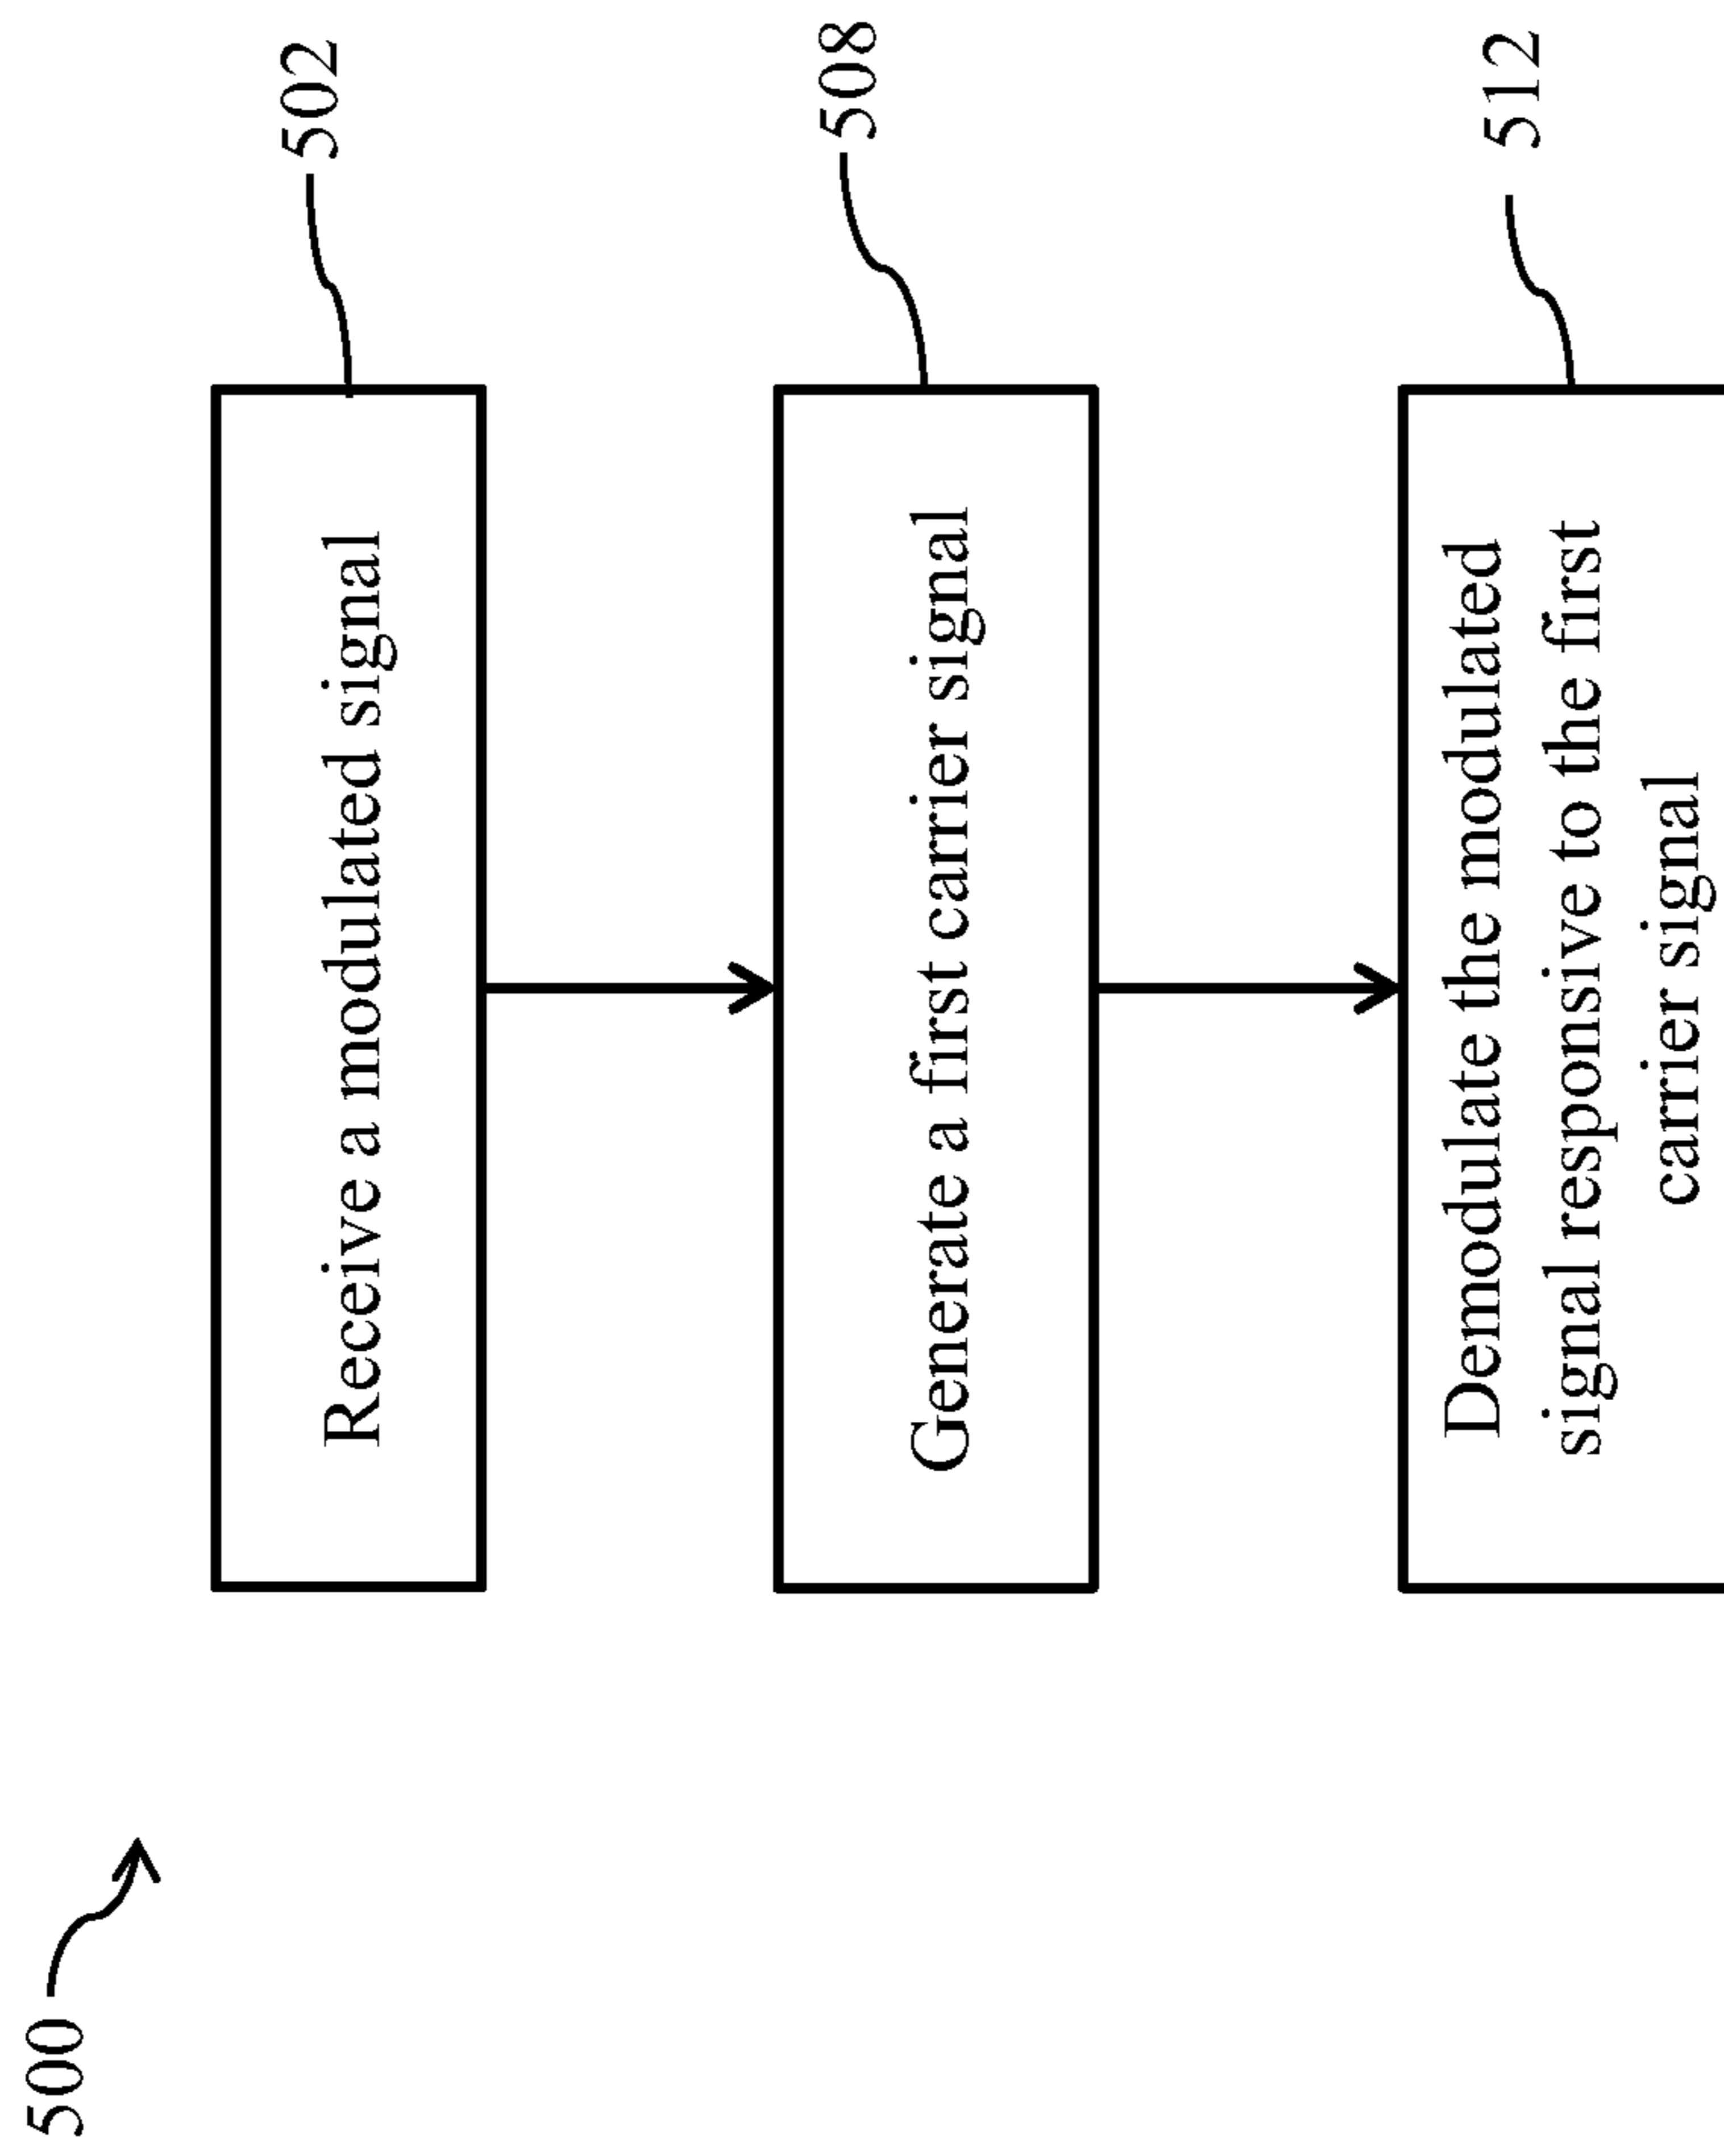 500
Receive a modulated signal
502
Generate a first carrier signal
508
Demodulate the modulated
signal responsive to the first
carrier signal
512